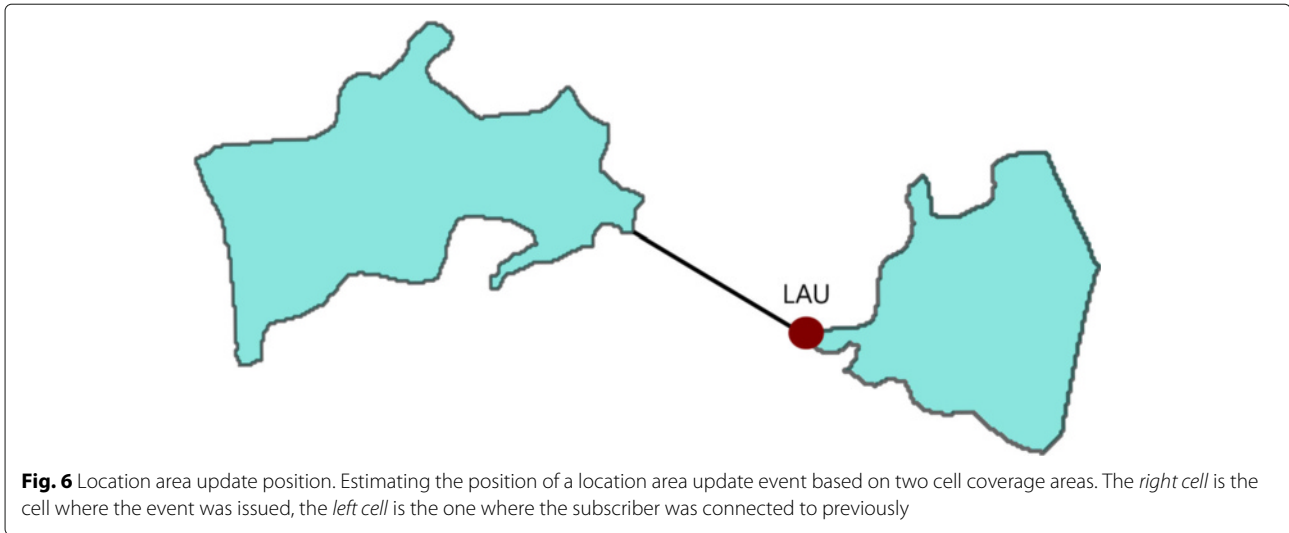 LAU
Fig. 6 Location area update position. Estimating the position of a location area update event based on two cell coverage areas. The right cell is the
cell where the event was issued, the left cell is the one where the subscriber was connected to previously